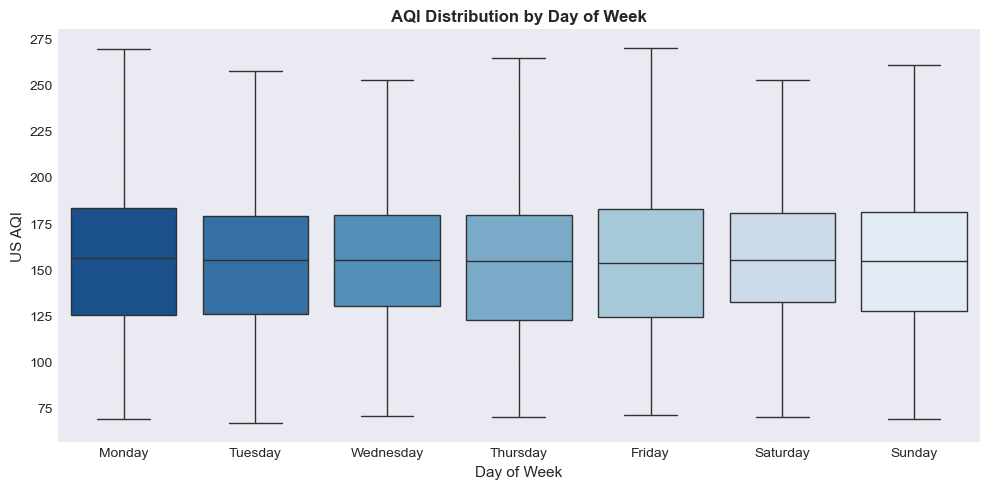 AQI Distribution by Day of Week
US AQI
275
250
225
200
175
150
125
100
75
Monday Tuesday Wednesday Thursday Friday Saturday Sunday
Day of Week